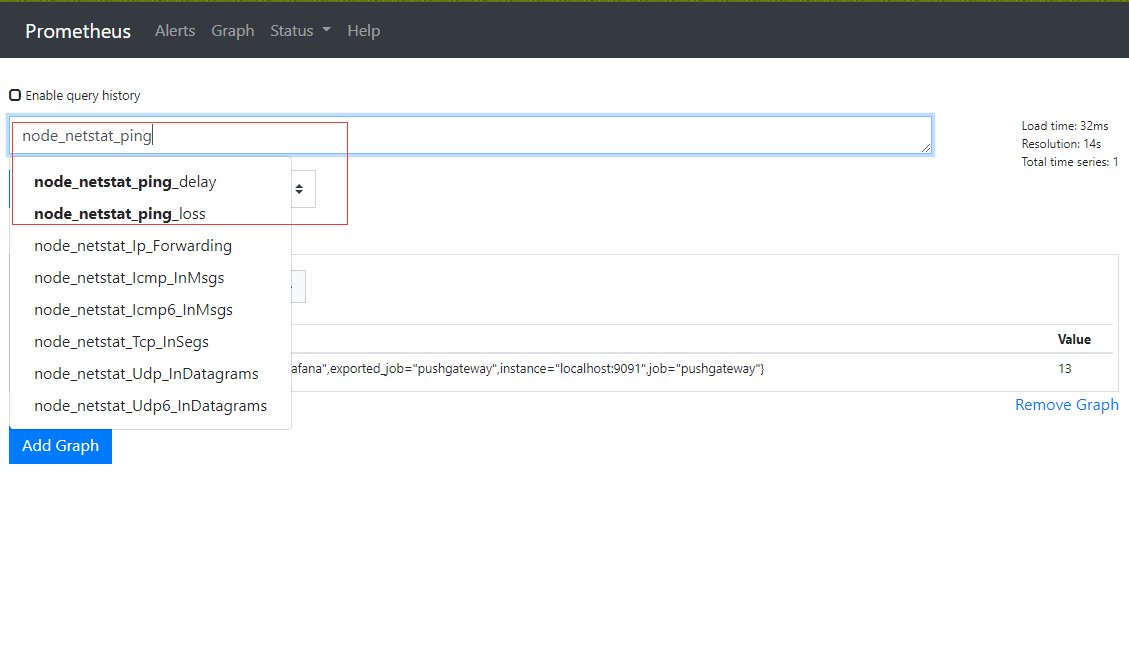 Prometheus Alerts Graph Status Help
Enable query history
node_netstat_ping
Load time: 32ms
Resolution: 14s
Total time series: 1
node_netstat_ping_delay
node_netstat_ping_loss
node_netstat_Ip_Forwarding
node_netstat_Icmp_InMsgs
node_netstat_Icmp6_InMsgs
node_netstat_Tcp_InSegs
node_netstat_Udp_InDatagrams
node_netstat_Udp6_InDatagrams
Value
afana",exported_job="pushgateway",instance="localhost:9091",job="pushgateway"} 13
Remove Graph
Add Graph